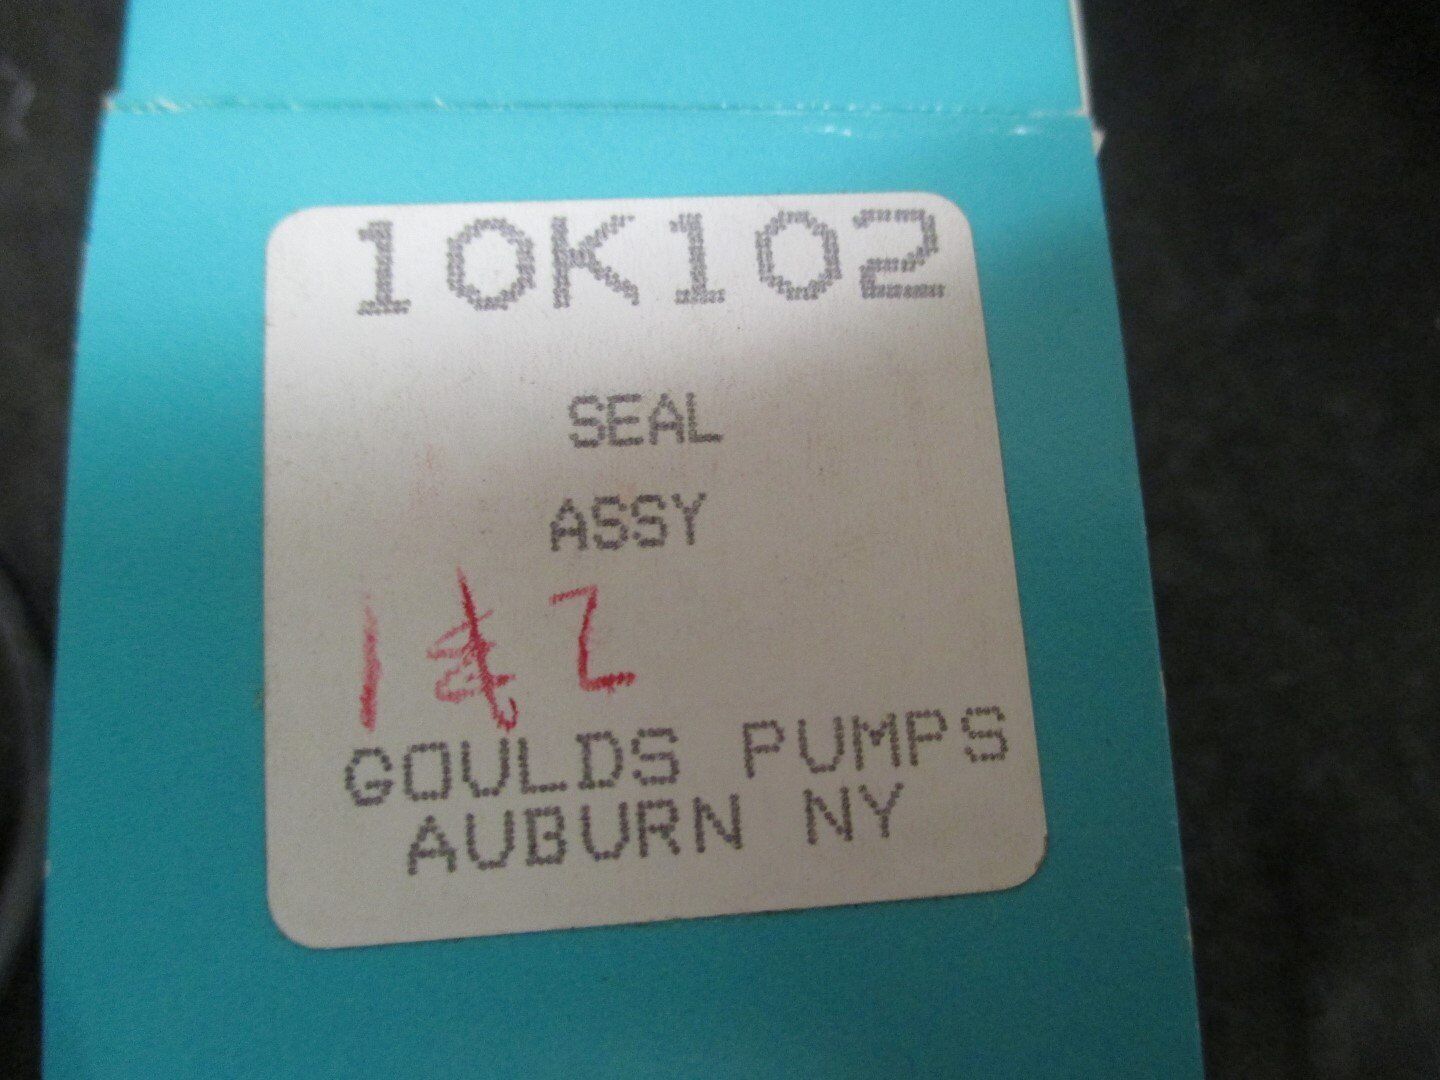 10K102
SEAL
ASSY
1 & 2
GOULDS PUMPS
AUBURN NY